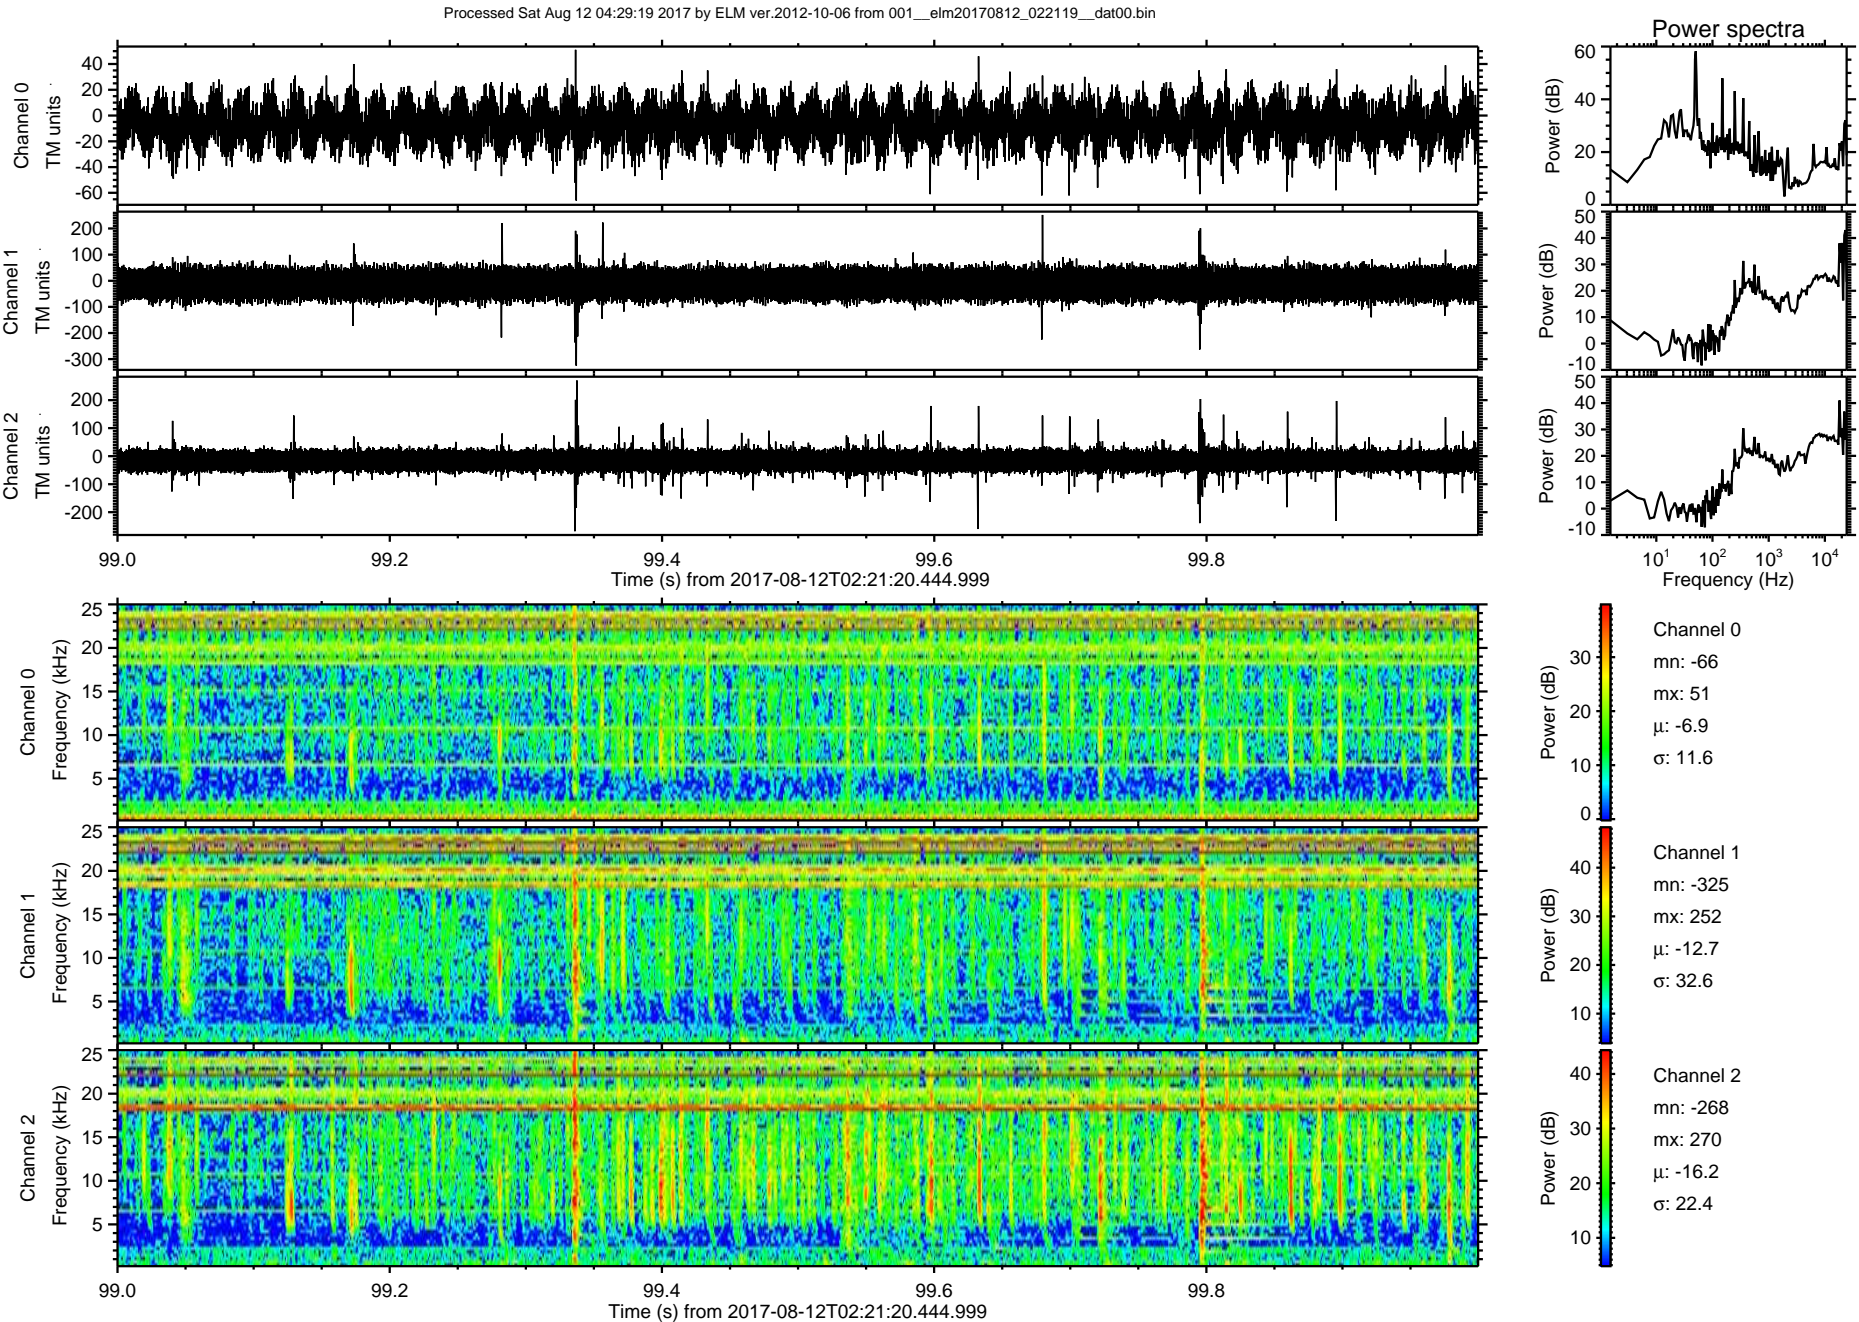 Processed Sat Aug 12 04:29:19 2017 by ELM ver.2012-10-06 from 001__elm20170812_022119__dat00.bin
Power spectra
Channel 0
TM units
40
20
0
-20
-40
-60
Power (dB)
60
40
20
0
Channel 1
TM units
200
100
0
-100
-200
-300
Power (dB)
50
40
30
20
10
0
-10
Channel 2
TM units
200
100
0
-100
-200
Power (dB)
50
40
30
20
10
0
-10
99.0 99.2 99.4 99.6 99.8
Time (s) from 2017-08-12T02:21:20.444.999
10¹ 10² 10³ 10⁴
Frequency (Hz)
Channel 0
Frequency (kHz)
25
20
15
10
5
Power (dB)
30
20
10
0
Channel 0
mn: -66
mx: 51
µ: -6.9
σ: 11.6
Channel 1
Frequency (kHz)
25
20
15
10
5
Power (dB)
40
30
20
10
Channel 1
mn: -325
mx: 252
µ: -12.7
σ: 32.6
Channel 2
Frequency (kHz)
25
20
15
10
5
Power (dB)
40
30
20
10
Channel 2
mn: -268
mx: 270
µ: -16.2
σ: 22.4
99.0 99.2 99.4 99.6 99.8
Time (s) from 2017-08-12T02:21:20.444.999